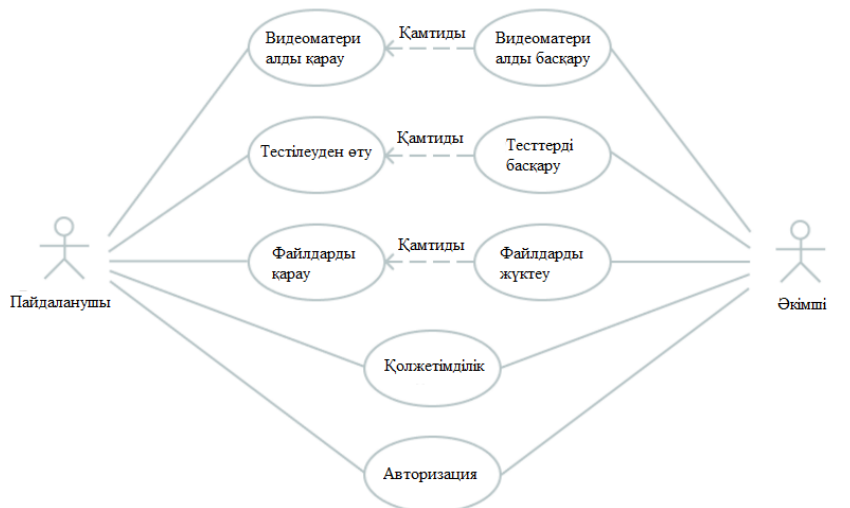 Видеоматери
алды қарау
Қамтиды
Видеоматери
алды басқару
Тестілеуден өту
Қамтиды
Тесттерді
басқару
Файлдарды
қарау
Қамтиды
Файлдарды
жүктеу
Пайдаланушы
Әкімші
Қолжетімділік
Авторизация